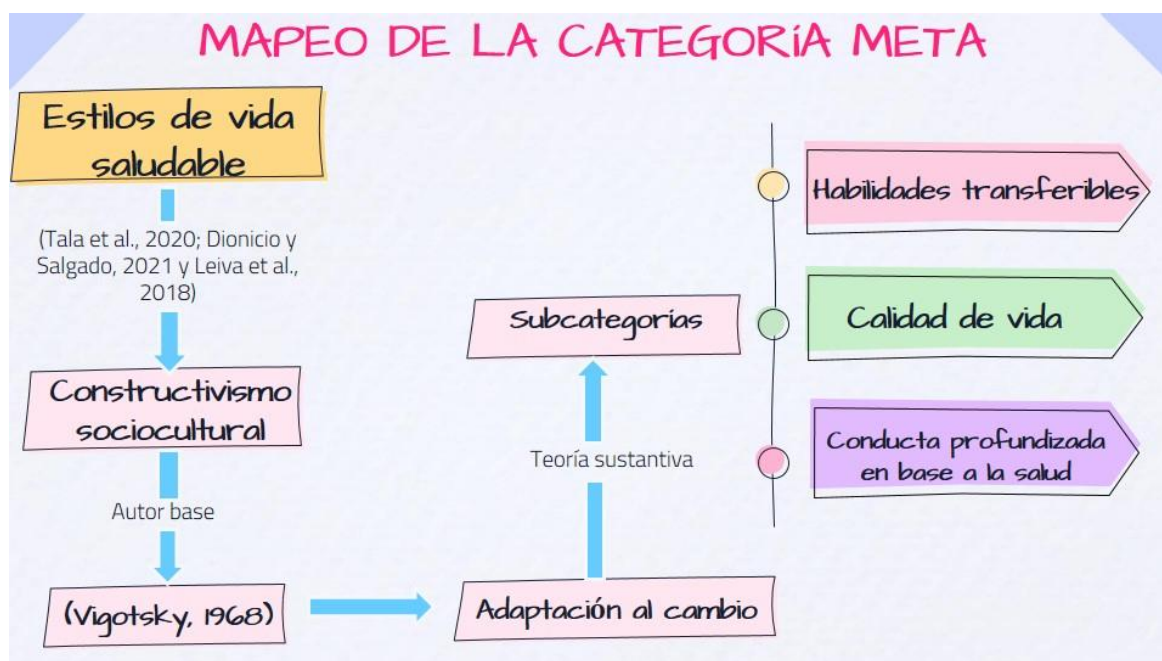 MAPEO DE LA CATEGORÍA META
Estilos de vida
saludable
(Tala et al., 2020; Dionicio y
Salgado, 2021 y Leiva et al.,
2018)
Constructivismo
sociocultural
Autor base
(Vigotsky, 1968)
Adaptación al cambio
Teoría sustantiva
Subcategorías
Habilidades transferibles
Calidad de vida
Conducta profundizada
en base a la salud